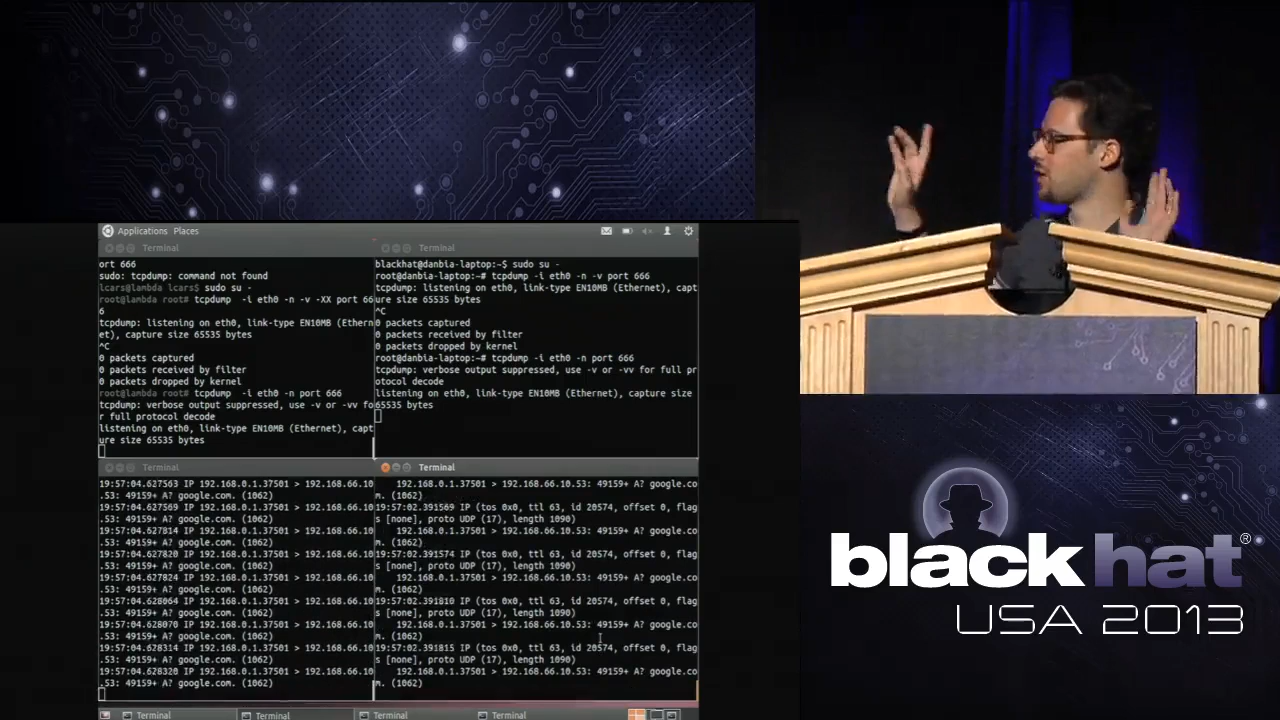 Applications Places
Terminal
ort 666
sudo: tcpdump: command not found
lcars@lambda lcars$ sudo su -
root@lambda root# tcpdump  -i eth0 -n -v -XX port 66
6
tcpdump: listening on eth0, link-type EN10MB (Ethern
et), capture size 65535 bytes
^C
0 packets captured
0 packets received by filter
0 packets dropped by kernel
root@lambda root# tcpdump  -i eth0 -n port 666
tcpdump: verbose output suppressed, use -v or -vv fo
r full protocol decode
listening on eth0, link-type EN10MB (Ethernet), capt
ure size 65535 bytes
Terminal
blackhat@danbia-laptop:~$ sudo su -
root@danbia-laptop:~# tcpdump -i eth0 -n -v port 666
tcpdump: listening on eth0, link-type EN10MB (Ethernet), capt
ure size 65535 bytes
^C
0 packets captured
0 packets received by filter
0 packets dropped by kernel
root@danbia-laptop:~# tcpdump -i eth0 -n port 666
tcpdump: verbose output suppressed, use -v or -vv for full pr
otocol decode
listening on eth0, link-type EN10MB (Ethernet), capture size
65535 bytes
Terminal
19:57:04.627563 IP 192.168.0.1.37501 > 192.168.66.10
.53: 49159+ A? google.com. (1062)
19:57:04.627569 IP 192.168.0.1.37501 > 192.168.66.10
.53: 49159+ A? google.com. (1062)
19:57:04.627814 IP 192.168.0.1.37501 > 192.168.66.10
.53: 49159+ A? google.com. (1062)
19:57:04.627820 IP 192.168.0.1.37501 > 192.168.66.10
.53: 49159+ A? google.com. (1062)
19:57:04.627824 IP 192.168.0.1.37501 > 192.168.66.10
.53: 49159+ A? google.com. (1062)
19:57:04.628064 IP 192.168.0.1.37501 > 192.168.66.10
.53: 49159+ A? google.com. (1062)
19:57:04.628070 IP 192.168.0.1.37501 > 192.168.66.10
.53: 49159+ A? google.com. (1062)
19:57:04.628314 IP 192.168.0.1.37501 > 192.168.66.10
.53: 49159+ A? google.com. (1062)
19:57:04.628320 IP 192.168.0.1.37501 > 192.168.66.10
.53: 49159+ A? google.com. (1062)
Terminal
192.168.0.1.37501 > 192.168.66.10.53: 49159+ A? google.co
m. (1062)
19:57:02.391569 IP (tos 0x0, ttl 63, id 20574, offset 0, flag
s [none], proto UDP (17), length 1090)
192.168.0.1.37501 > 192.168.66.10.53: 49159+ A? google.co
m. (1062)
19:57:02.391574 IP (tos 0x0, ttl 63, id 20574, offset 0, flag
s [none], proto UDP (17), length 1090)
192.168.0.1.37501 > 192.168.66.10.53: 49159+ A? google.co
m. (1062)
19:57:02.391810 IP (tos 0x0, ttl 63, id 20574, offset 0, flag
s [none], proto UDP (17), length 1090)
192.168.0.1.37501 > 192.168.66.10.53: 49159+ A? google.co
m. (1062)
19:57:02.391815 IP (tos 0x0, ttl 63, id 20574, offset 0, flag
s [none], proto UDP (17), length 1090)
192.168.0.1.37501 > 192.168.66.10.53: 49159+ A? google.co
m. (1062)
Terminal
Terminal
Terminal
Terminal
blackhat®
USA 2013